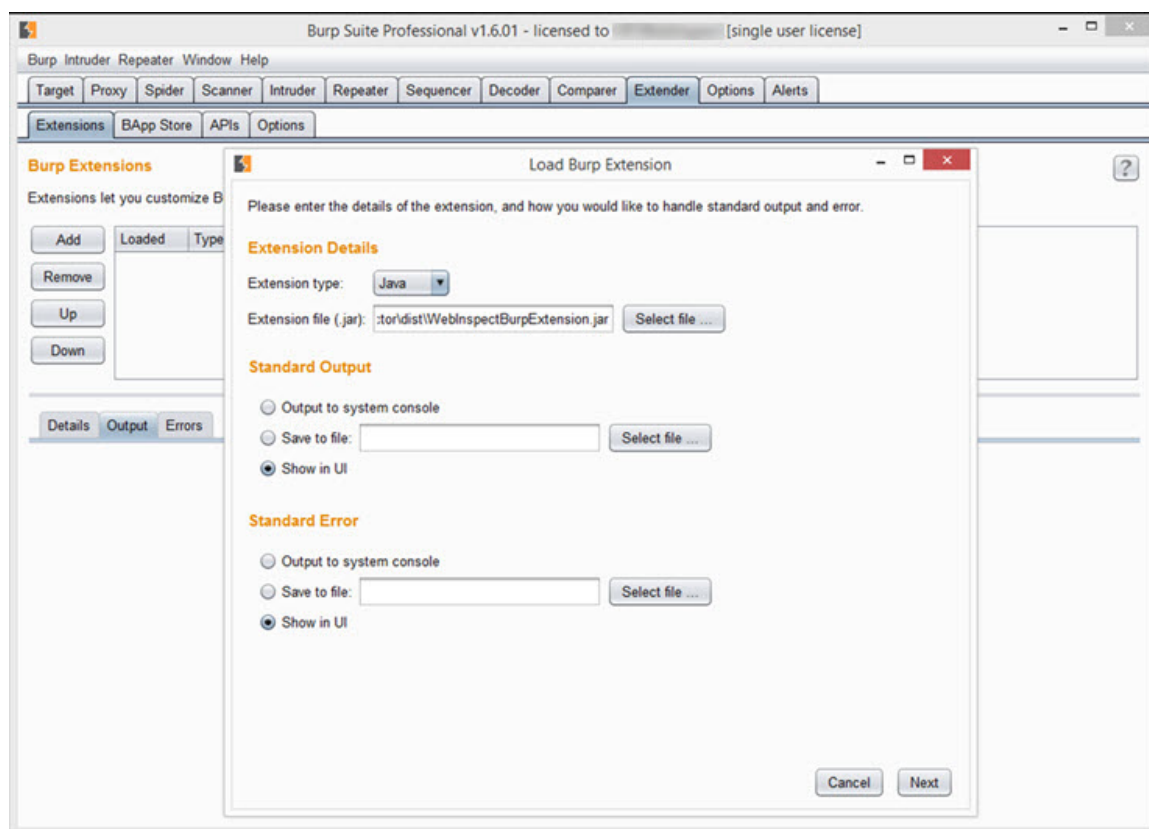 Burp Suite Professional v1.6.01 - licensed to [single user license]
Burp Intruder Repeater Window Help
Target Proxy Spider Scanner Intruder Repeater Sequencer Decoder Comparer Extender Options Alerts
Extensions BApp Store APIs Options
Burp Extensions
Extensions let you customize B
?
Add
Loaded Type
Remove
Up
Down
Details Output Errors
Load Burp Extension
Please enter the details of the extension, and how you would like to handle standard output and error.
Extension Details
Extension type: Java
Extension file (.jar): :tor\dist\WebInspectBurpExtension.jar Select file ...
Standard Output
Output to system console
Save to file: Select file ...
Show in UI
Standard Error
Output to system console
Save to file: Select file ...
Show in UI
Cancel Next